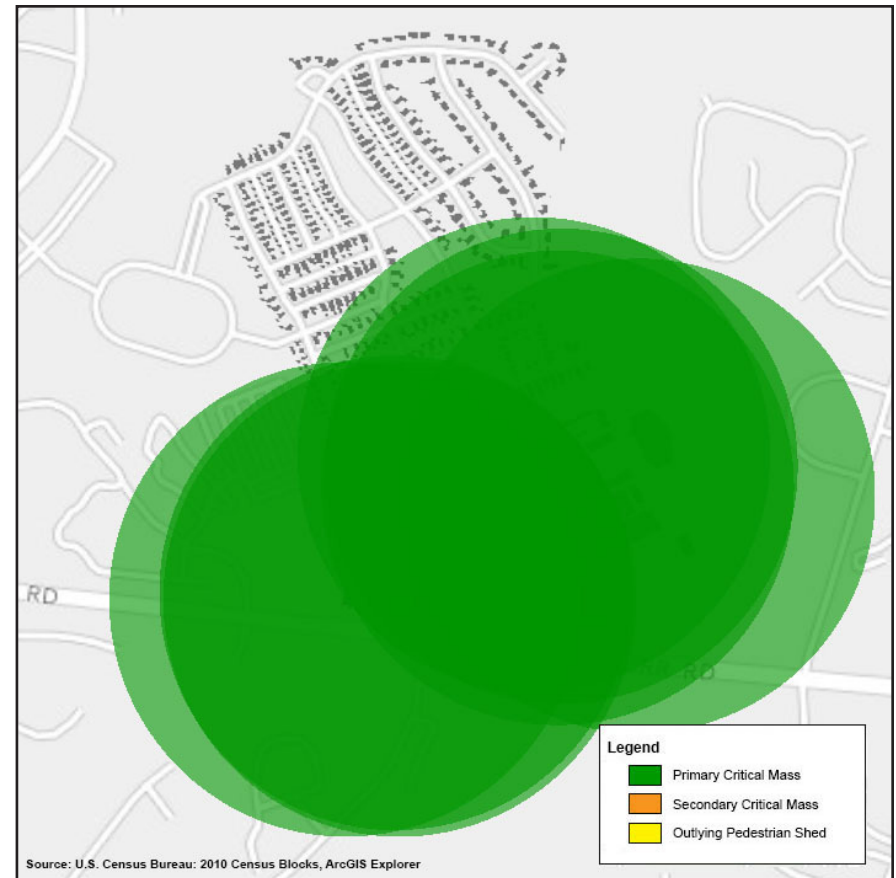 RD
RD
Legend
Primary Critical Mass
Secondary Critical Mass
Outlying Pedestrian Shed
Source: U.S. Census Bureau: 2010 Census Blocks, ArcGIS Explorer